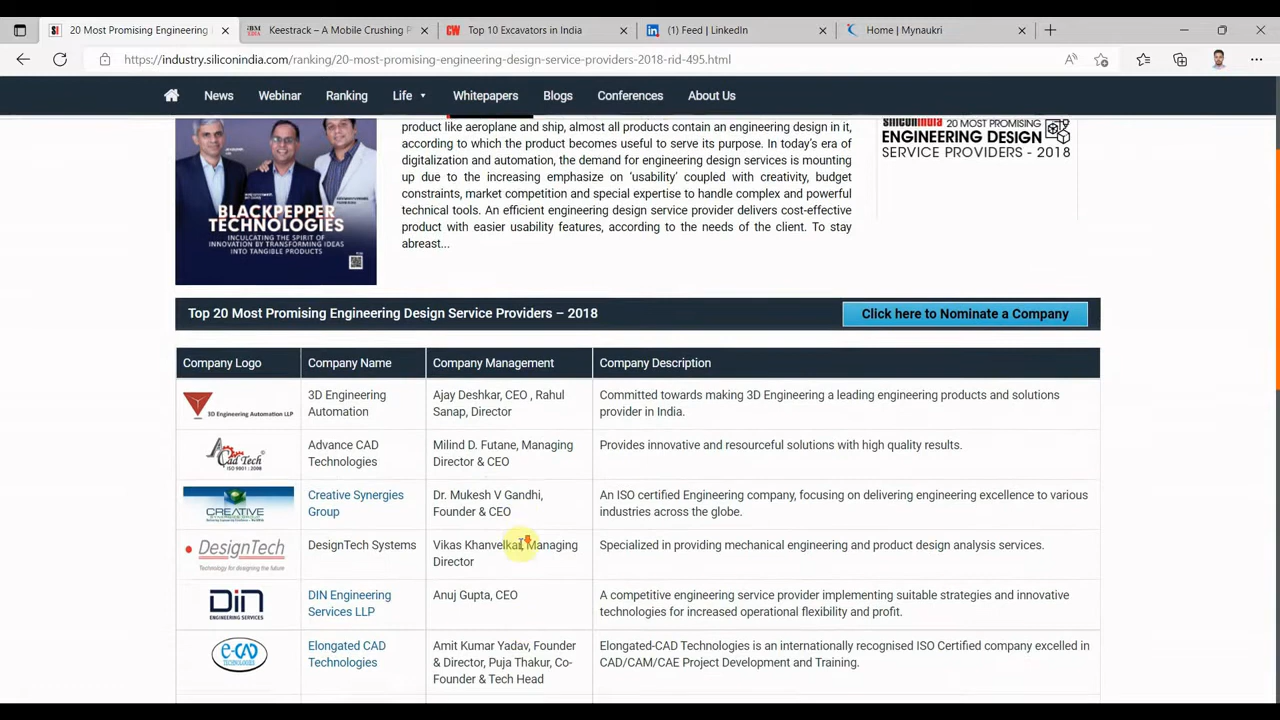 20 Most Promising Engineering
Keestrack – A Mobile Crushing P
Top 10 Excavators in India
(1) Feed | LinkedIn
Home | Mynaukri
https://industry.siliconindia.com/ranking/20-most-promising-engineering-design-service-providers-2018-rid-495.html
News
Webinar
Ranking
Life
Whitepapers
Blogs
Conferences
About Us
BLACKPEPPER
TECHNOLOGIES
INCULCATING THE SPIRIT OF
INNOVATION BY TRANSFORMING IDEAS
INTO TANGIBLE PRODUCTS
product like aeroplane and ship, almost all products contain an engineering design in it,
according to which the product becomes useful to serve its purpose. In today's era of
digitalization and automation, the demand for engineering design services is mounting
up due to the increasing emphasize on 'usability' coupled with creativity, budget
constraints, market competition and special expertise to handle complex and powerful
technical tools. An efficient engineering design service provider delivers cost-effective
product with easier usability features, according to the needs of the client. To stay
abreast...
siliconindia 20 MOST PROMISING
ENGINEERING DESIGN
SERVICE PROVIDERS - 2018
Top 20 Most Promising Engineering Design Service Providers – 2018
Click here to Nominate a Company
Company Logo
Company Name
Company Management
Company Description
3D Engineering Automation LLP
3D Engineering
Automation
Ajay Deshkar, CEO , Rahul
Sanap, Director
Committed towards making 3D Engineering a leading engineering products and solutions
provider in India.
Cad Tech
ISO 9001 : 2008
Advance CAD
Technologies
Milind D. Futane, Managing
Director & CEO
Provides innovative and resourceful solutions with high quality results.
CREATIVE
Creative Synergies
Group
Dr. Mukesh V Gandhi,
Founder & CEO
An ISO certified Engineering company, focusing on delivering engineering excellence to various
industries across the globe.
DesignTech
Technology for designing the future
DesignTech Systems
Vikas Khanvelkar, Managing
Director
Specialized in providing mechanical engineering and product design analysis services.
DiN
ENGINEERING SERVICES
DIN Engineering
Services LLP
Anuj Gupta, CEO
A competitive engineering service provider implementing suitable strategies and innovative
technologies for increased operational flexibility and profit.
e-CAD
TECHNOLOGIES
Elongated CAD
Technologies
Amit Kumar Yadav, Founder
& Director, Puja Thakur, Co-
Founder & Tech Head
Elongated-CAD Technologies is an internationally recognised ISO Certified company excelled in
CAD/CAM/CAE Project Development and Training.